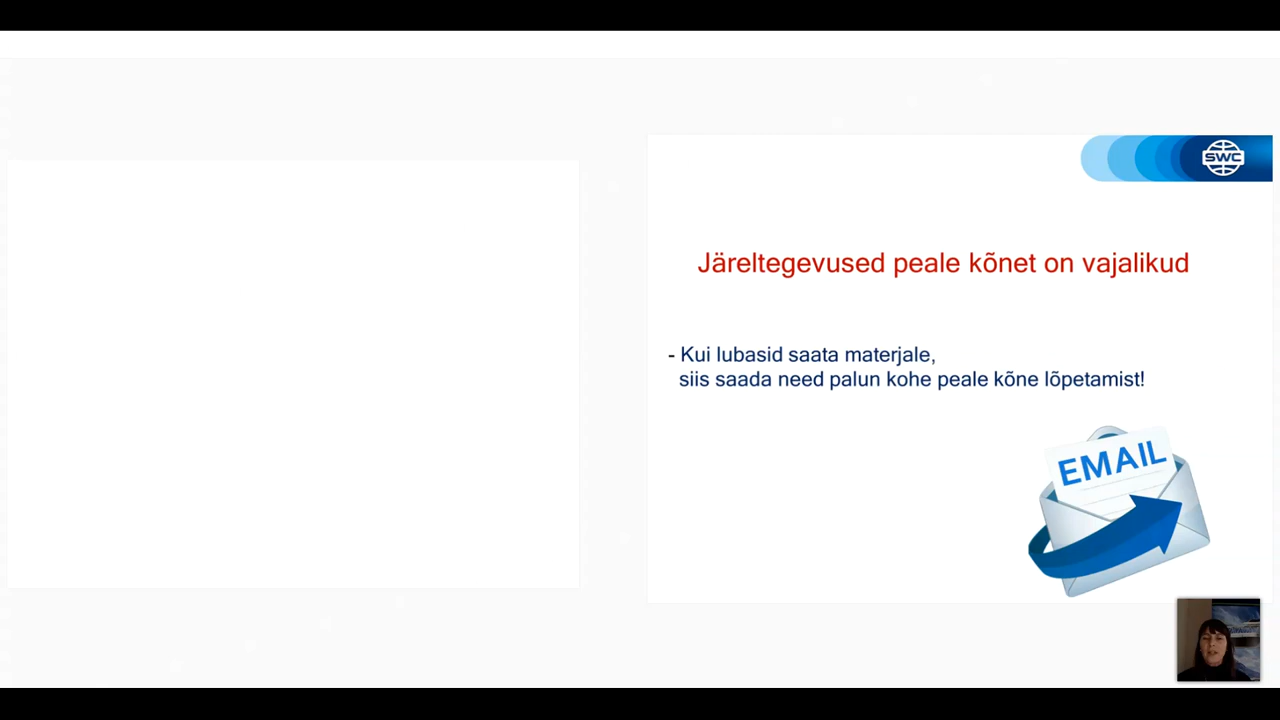 SWC
Järeltegevused peale kõnet on vajalikud
- Kui lubasid saata materjale,
siis saada need palun kohe peale kõne lõpetamist!
EMAIL